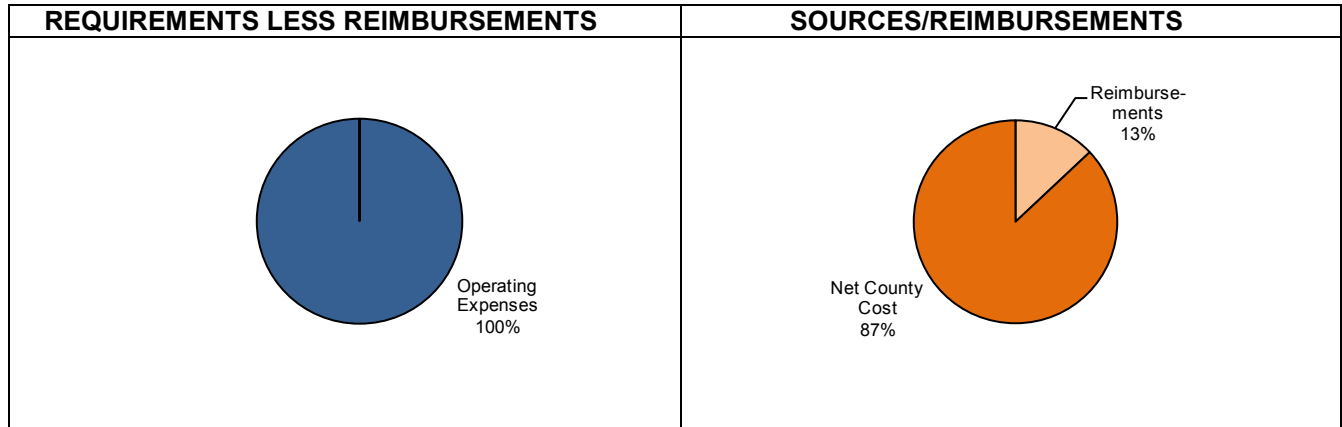 REQUIREMENTS LESS REIMBURSEMENTS
SOURCES/REIMBURSEMENTS
Operating
Expenses
100%
Reimburse-
ments
13%
Net County
Cost
87%